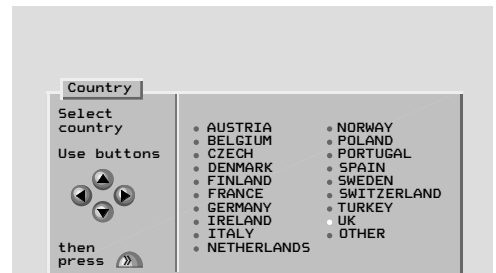 Country
Select
country
Use buttons
then
press
AUSTRIA
BELGIUM
CZECH
DENMARK
FINLAND
FRANCE
GERMANY
IRELAND
ITALY
NETHERLANDS
NORWAY
POLAND
PORTUGAL
SPAIN
SWEDEN
SWITZERLAND
TURKEY
UK
OTHER